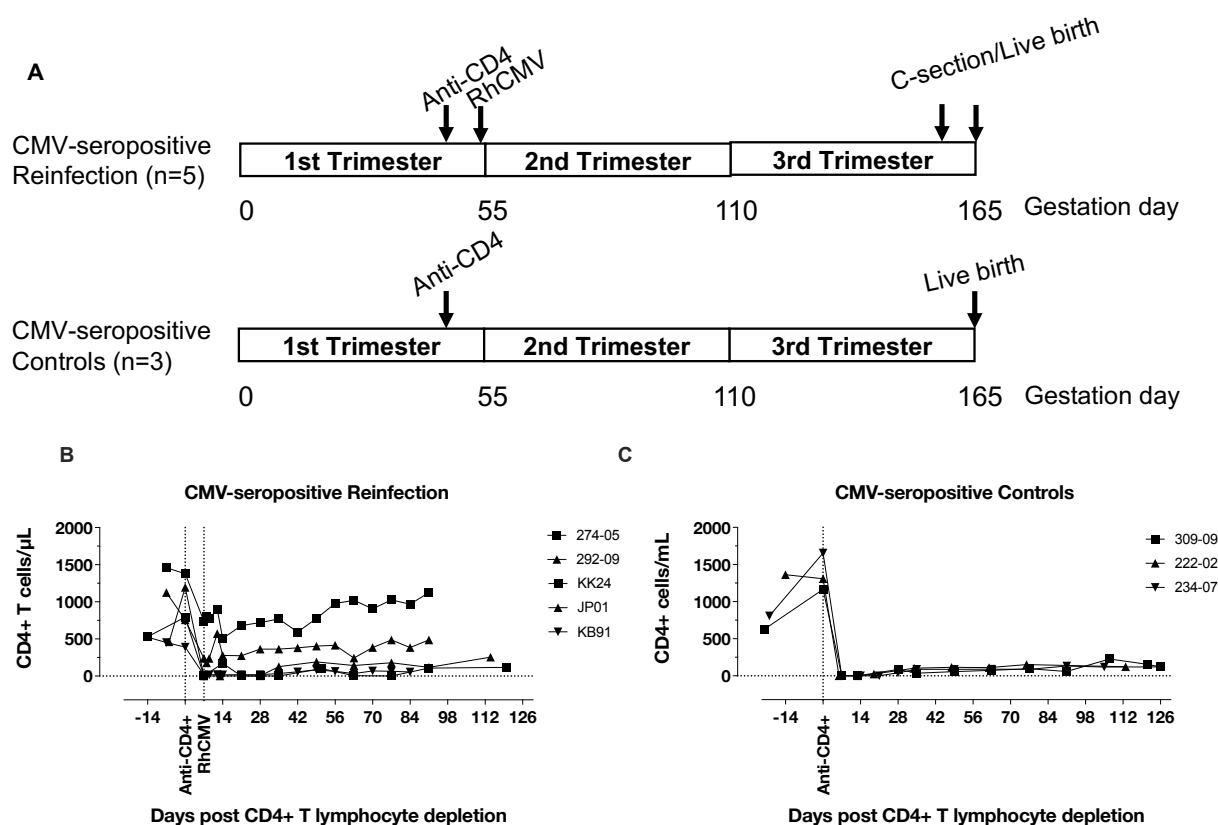 A
Anti-CD4
RhCMV
C-section/Live birth
CMV-seropositive
Reinfection (n=5)
1st Trimester
2nd Trimester
3rd Trimester
0
55
110
165
Gestation day
Anti-CD4
Live birth
CMV-seropositive
Controls (n=3)
1st Trimester
2nd Trimester
3rd Trimester
0
55
110
165
Gestation day
B
CMV-seropositive Reinfection
CD4+ T cells/µL
2000
1500
1000
500
0
-14
Anti-CD4+
RhCMV
14
28
42
56
70
84
98
112
126
Days post CD4+ T lymphocyte depletion
274-05
292-09
KK24
JP01
KB91
C
CMV-seropositive Controls
CD4+ cells/mL
2000
1500
1000
500
0
-14
Anti-CD4+
14
28
42
56
70
84
98
112
126
Days post CD4+ T lymphocyte depletion
309-09
222-02
234-07